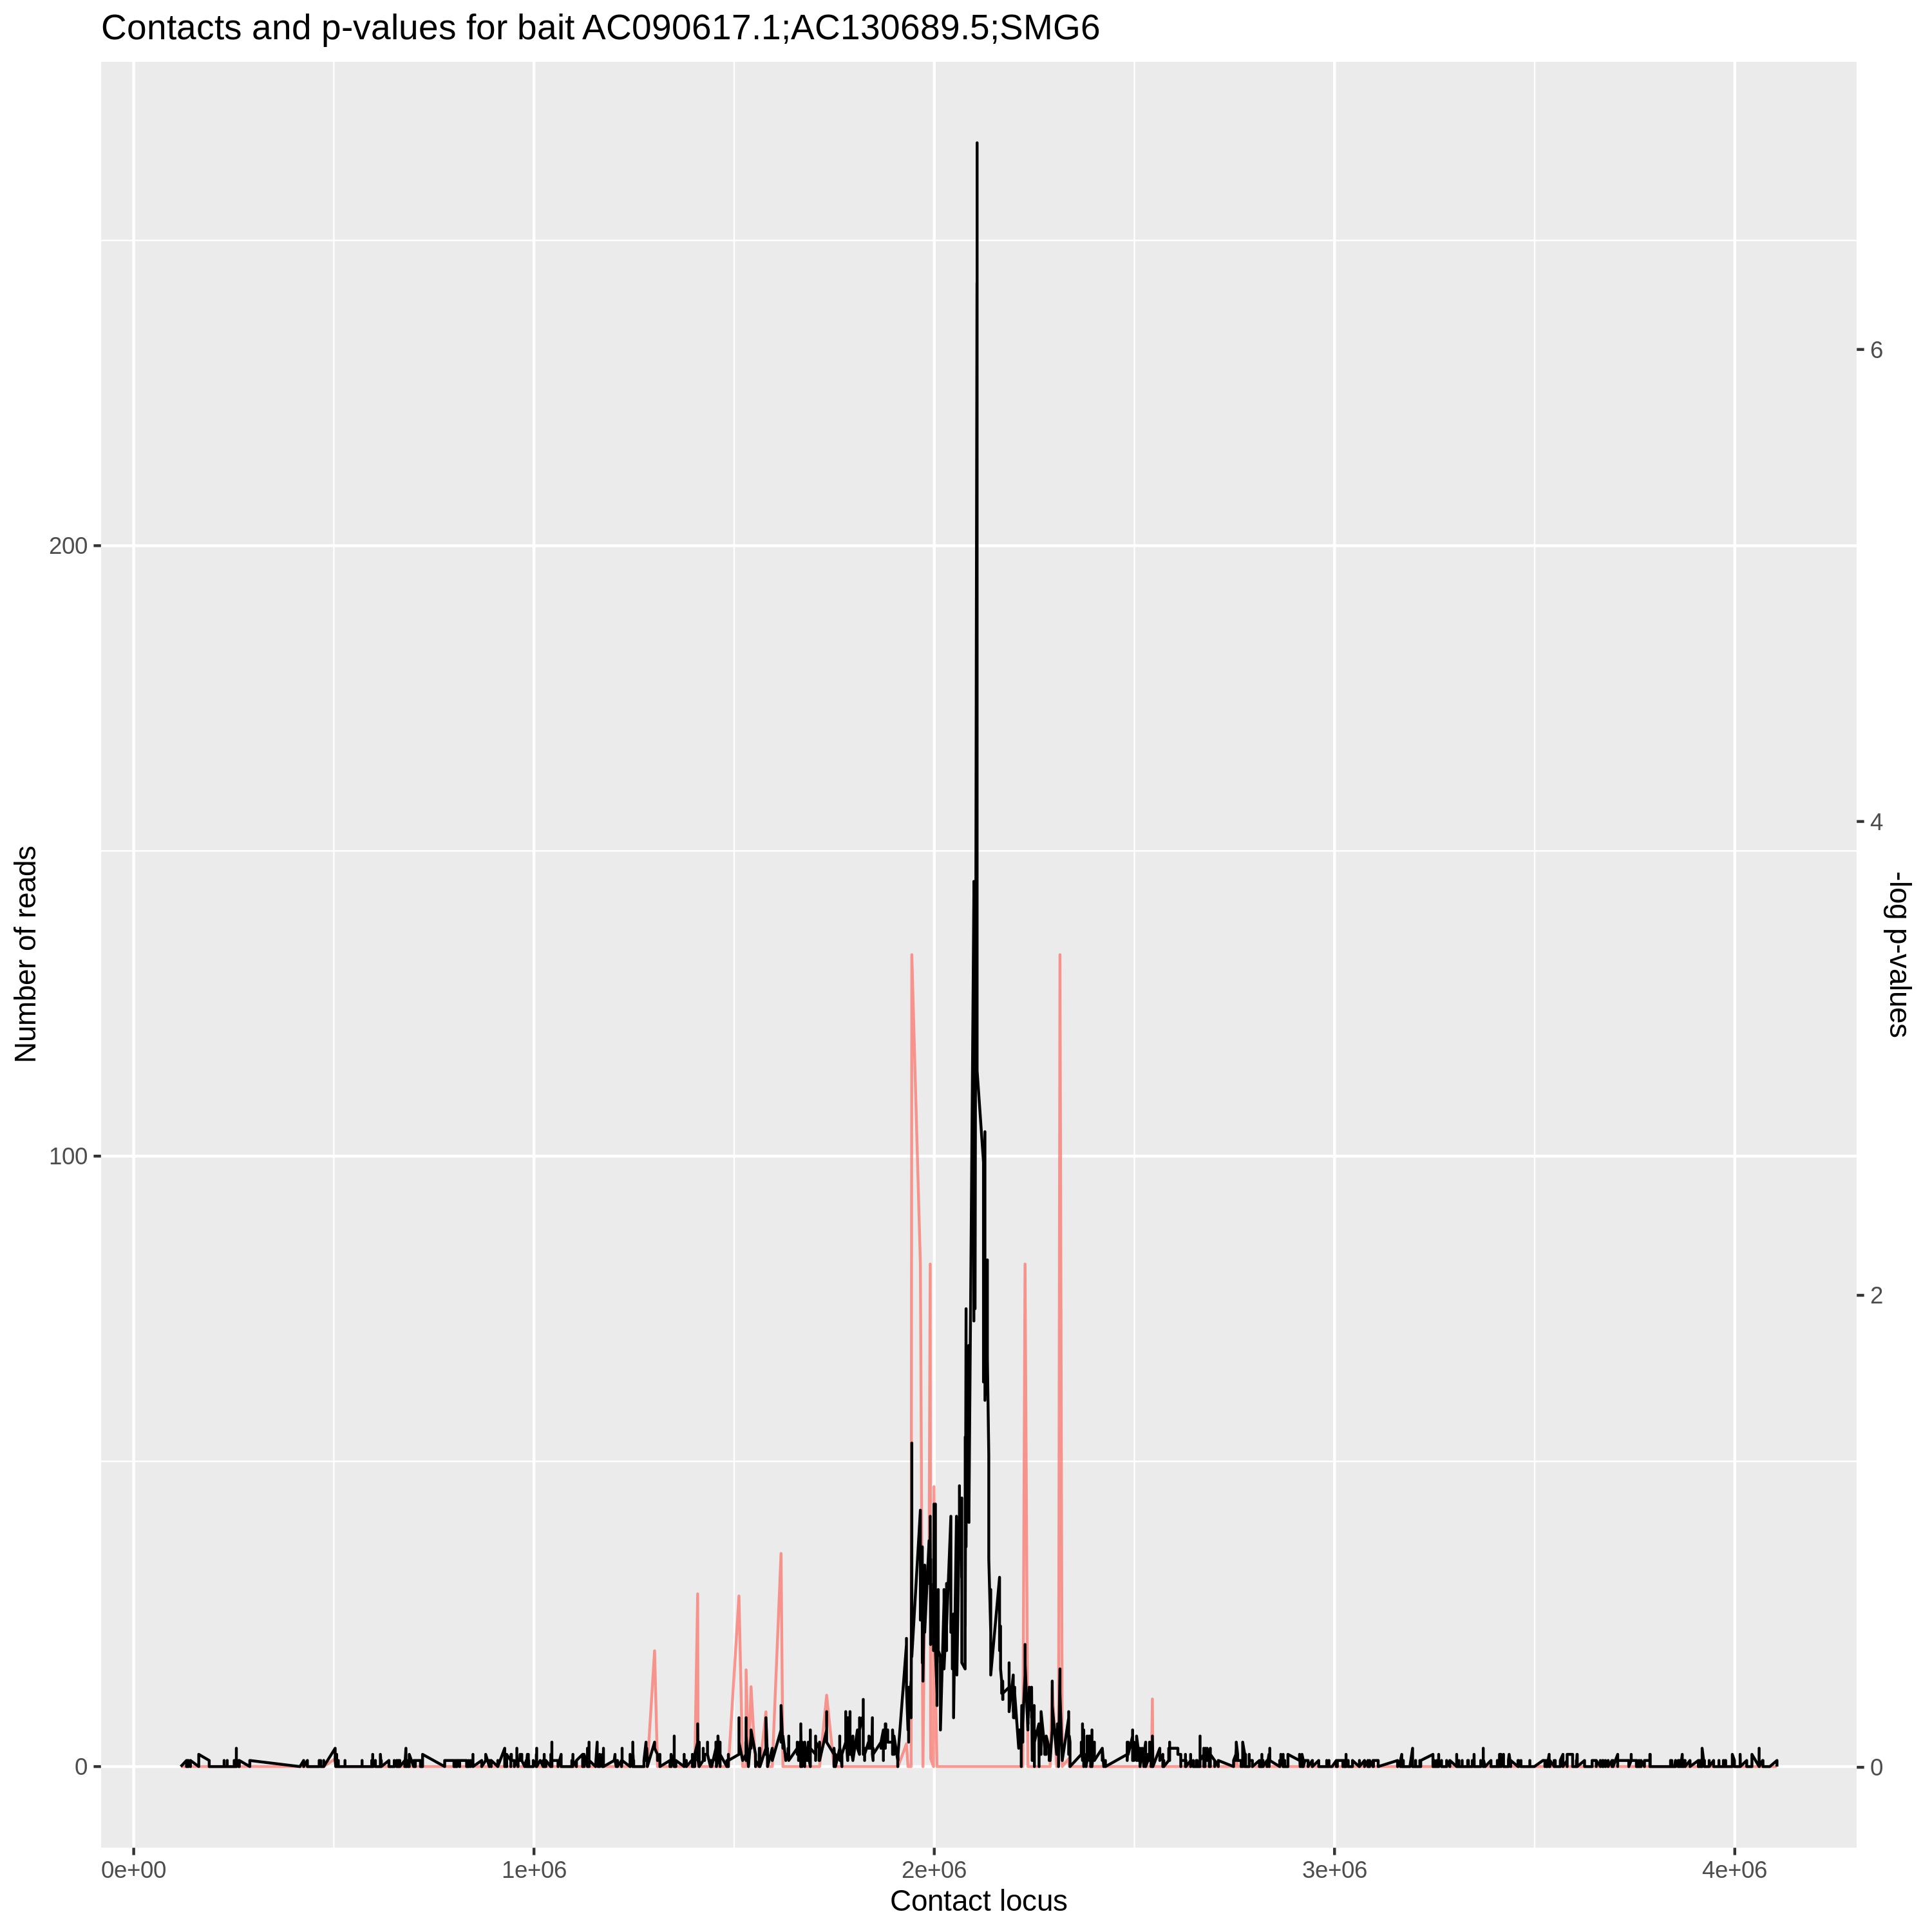 Contacts and p-values for bait AC090617.1;AC130689.5;SMG6
Number of reads
200
100
0
6
4
2
0
-log p-values
0e+00
1e+06
2e+06
3e+06
4e+06
Contact locus